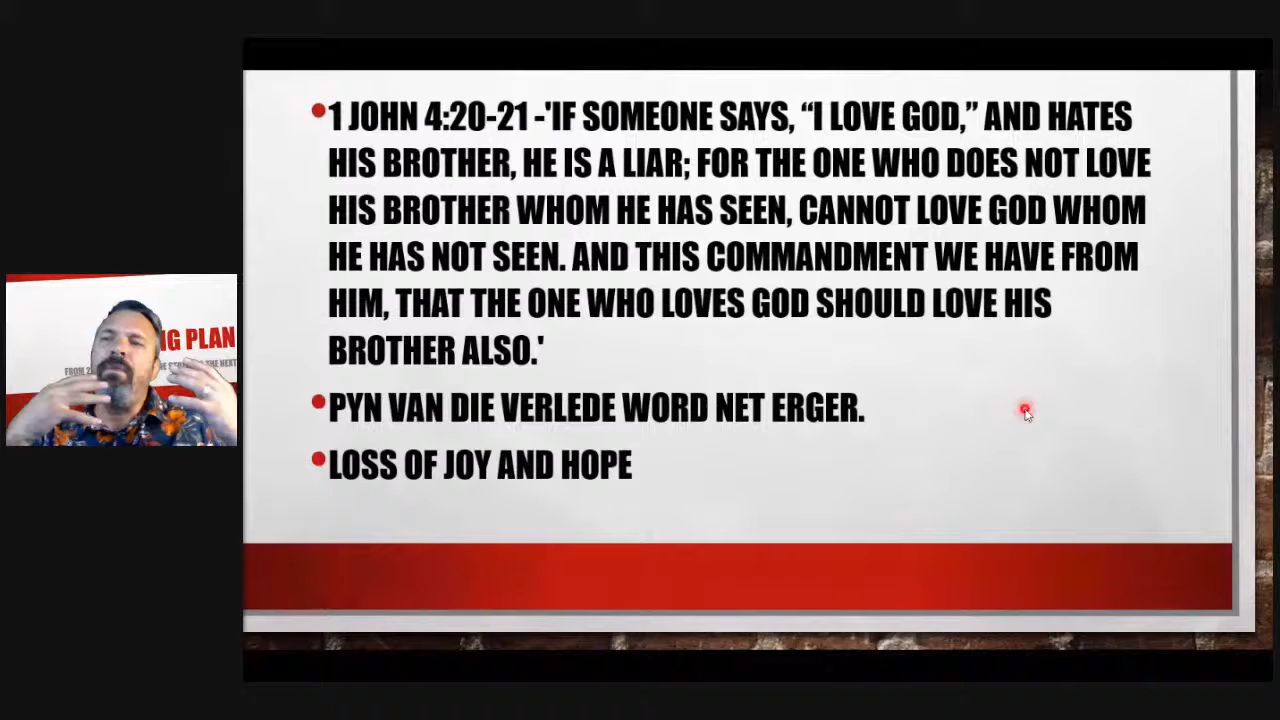 •1 JOHN 4:20-21 -'IF SOMEONE SAYS, “I LOVE GOD,” AND HATES
HIS BROTHER, HE IS A LIAR; FOR THE ONE WHO DOES NOT LOVE
HIS BROTHER WHOM HE HAS SEEN, CANNOT LOVE GOD WHOM
HE HAS NOT SEEN. AND THIS COMMANDMENT WE HAVE FROM
HIM, THAT THE ONE WHO LOVES GOD SHOULD LOVE HIS
BROTHER ALSO.'
•PYN VAN DIE VERLEDE WORD NET ERGER.
•LOSS OF JOY AND HOPE
PLAN
FROM
THE NEXT